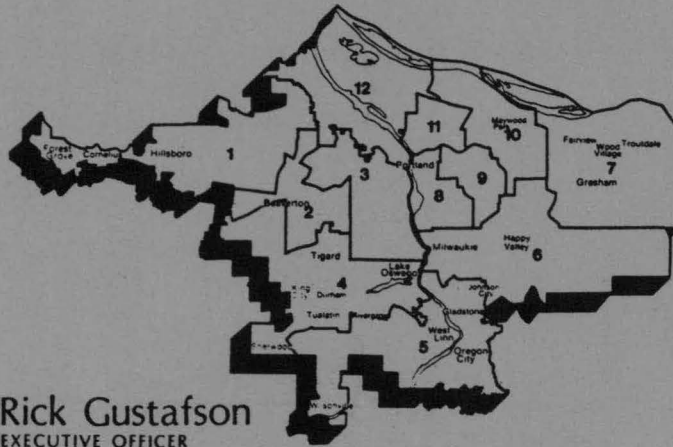 12
11
Maywood
Park
10
Fairview
Wood
Village
Troutdale
7
Gresham
Forest
Grove
Cornelius
Hillsboro
1
3
Portland
9
8
Beaverton
2
Milwaukie
Happy
Valley
6
Tigard
4
Lake
Oswego
King
City
Durham
Johnson
City
Gladstone
Tualatin
Rivergrove
West
Linn
5
Oregon
City
Sherwood
Wilsonville
Rick Gustafson
EXECUTIVE OFFICER